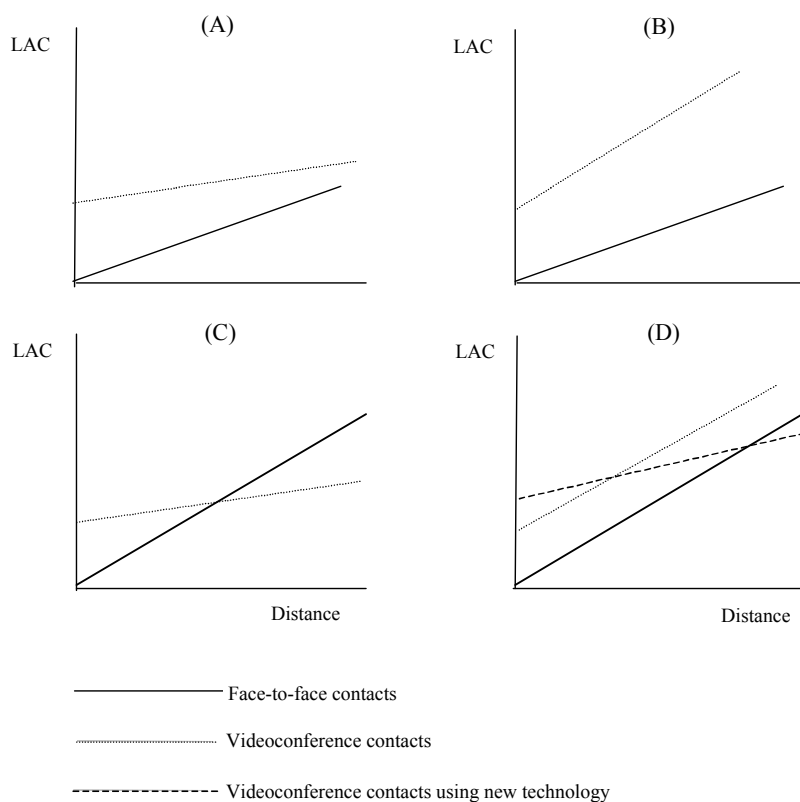 (A)
LAC
(B)
LAC
(C)
LAC
Distance
(D)
LAC
Distance
Face-to-face contacts
Videoconference contacts
Videoconference contacts using new technology